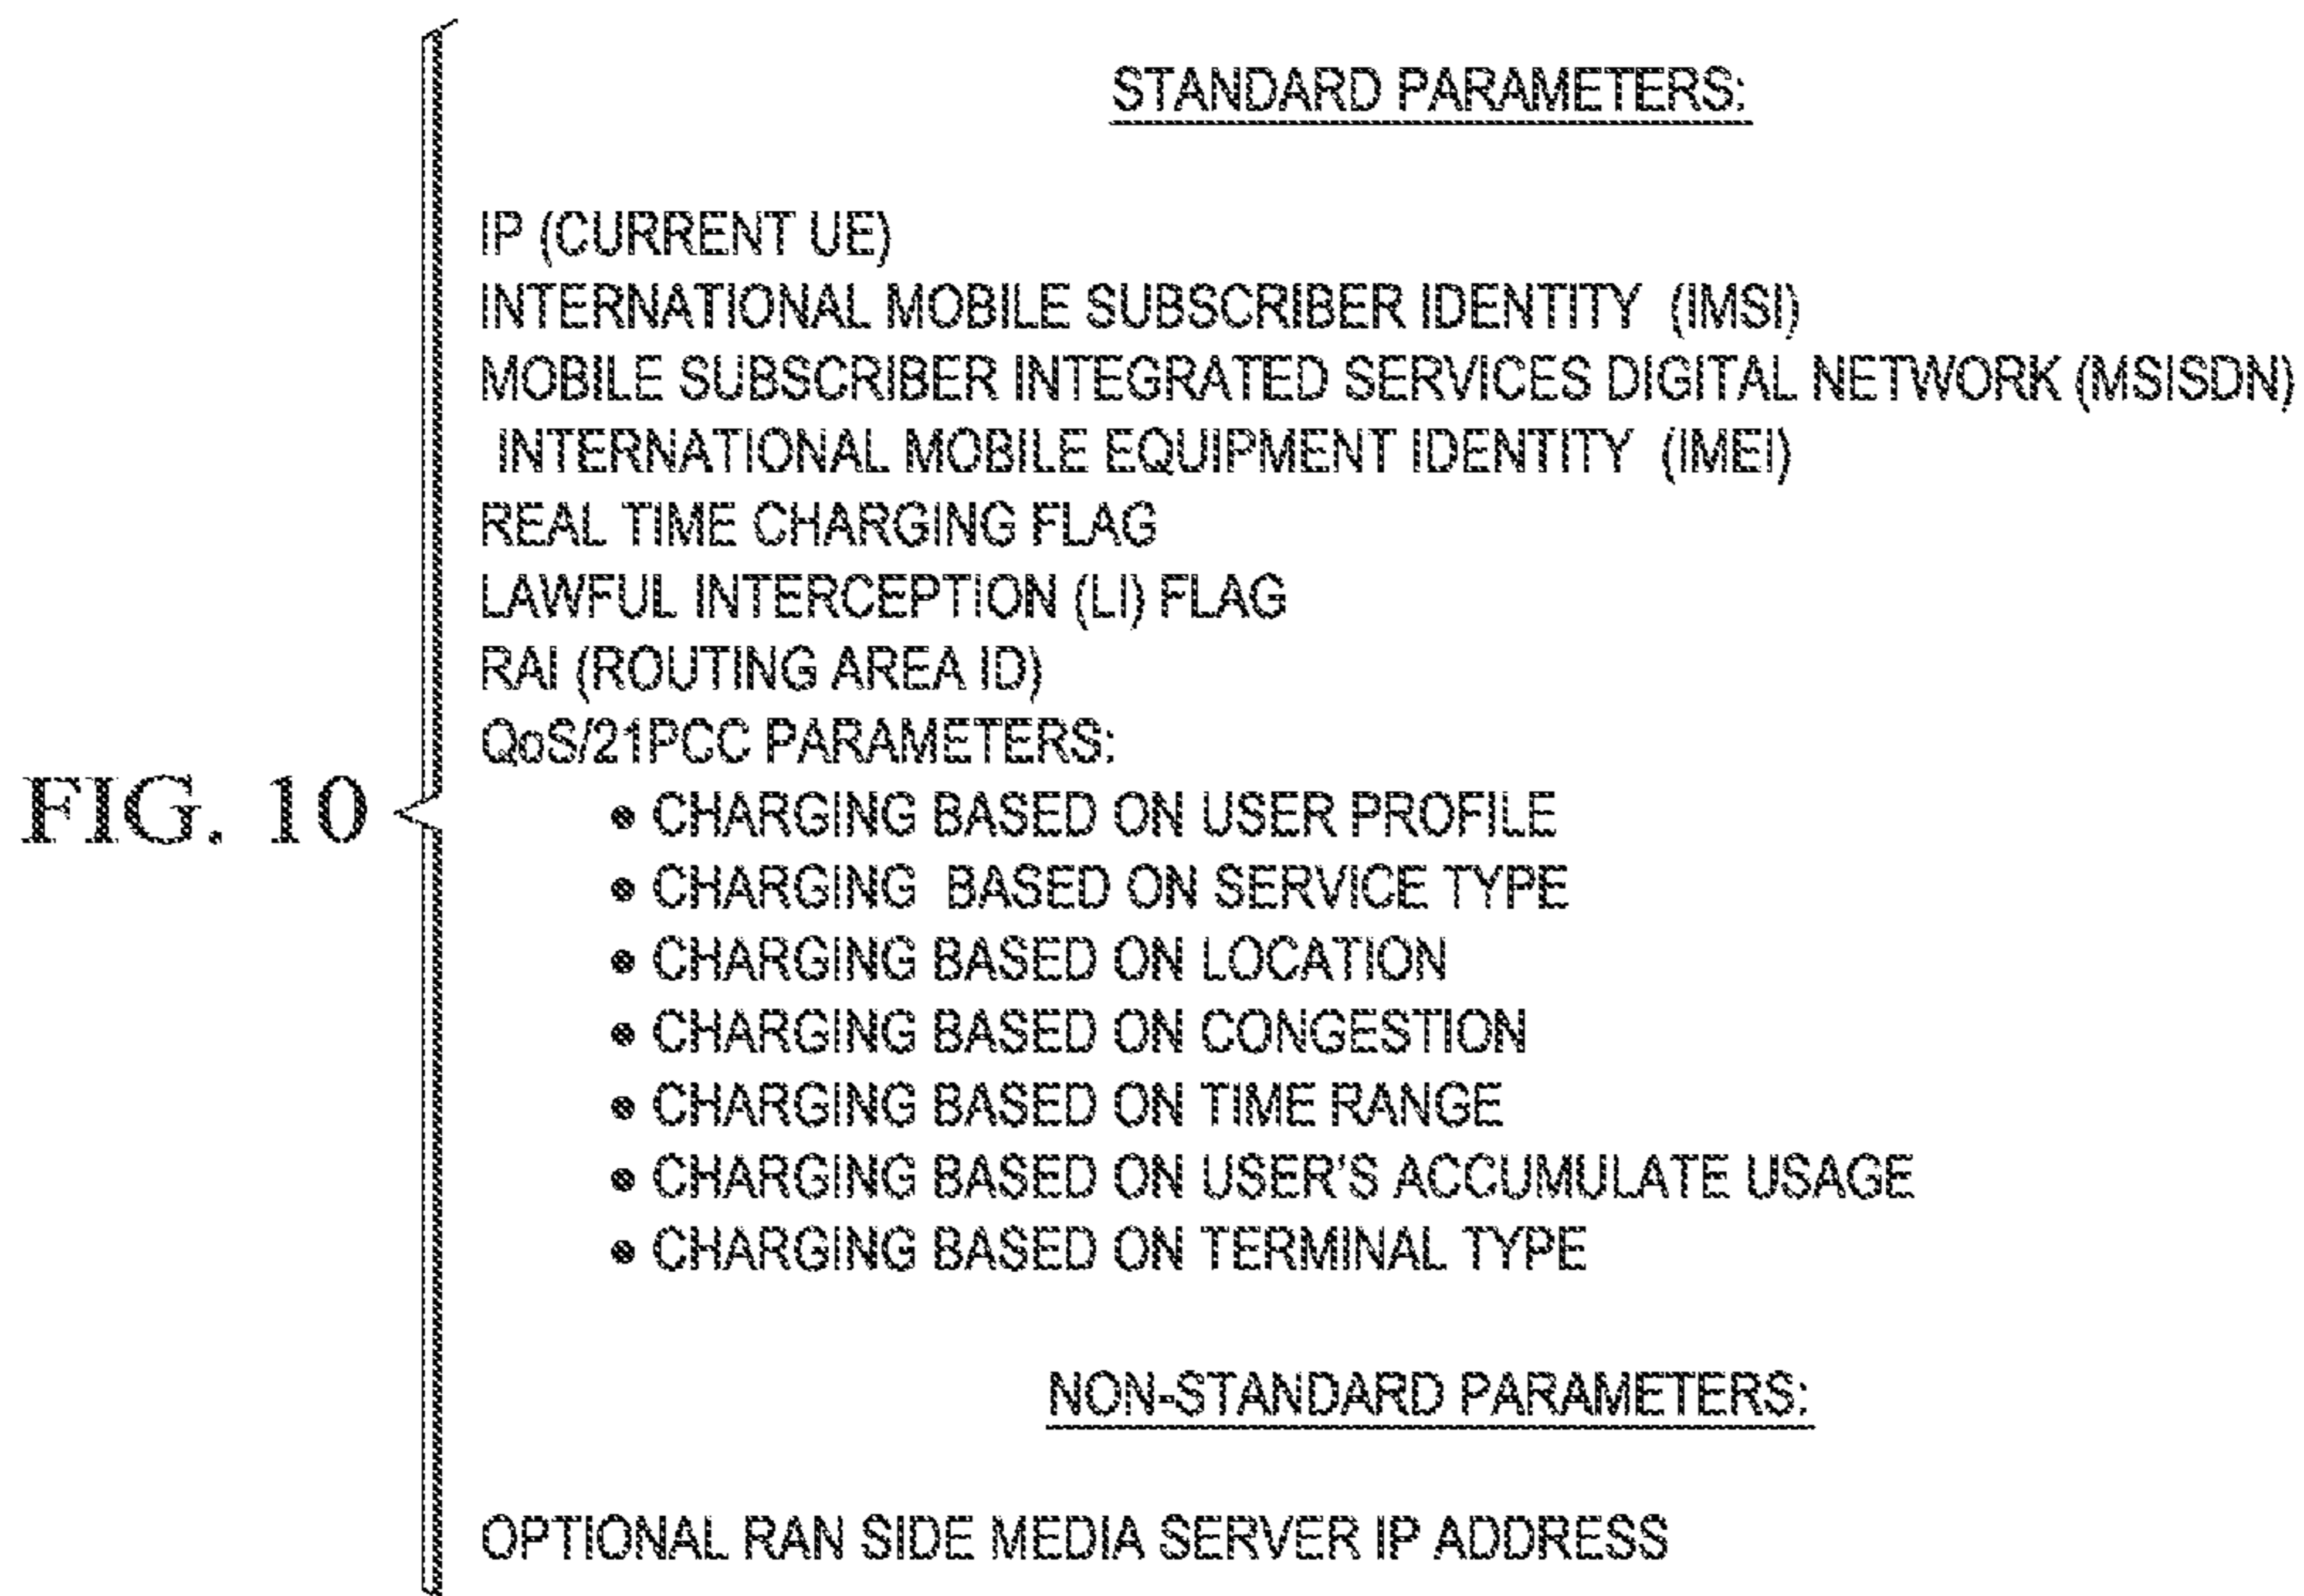 STANDARD PARAMETERS:
IP (CURRENT UE)
INTERNATIONAL MOBILE SUBSCRIBER IDENTITY (IMSI)
MOBILE SUBSCRIBER INTEGRATED SERVICES DIGITAL NETWORK (MSISDN)
INTERNATIONAL MOBILE EQUIPMENT IDENTITY (IMEI)
REAL TIME CHARGING FLAG
LAWFUL INTERCEPTION (LI) FLAG
RAI (ROUTING AREA ID)
QoS/21PCC PARAMETERS:
FIG. 10
• CHARGING BASED ON USER PROFILE
• CHARGING BASED ON SERVICE TYPE
• CHARGING BASED ON LOCATION
• CHARGING BASED ON CONGESTION
• CHARGING BASED ON TIME RANGE
• CHARGING BASED ON USER'S ACCUMULATE USAGE
• CHARGING BASED ON TERMINAL TYPE
NON-STANDARD PARAMETERS:
OPTIONAL RAN SIDE MEDIA SERVER IP ADDRESS